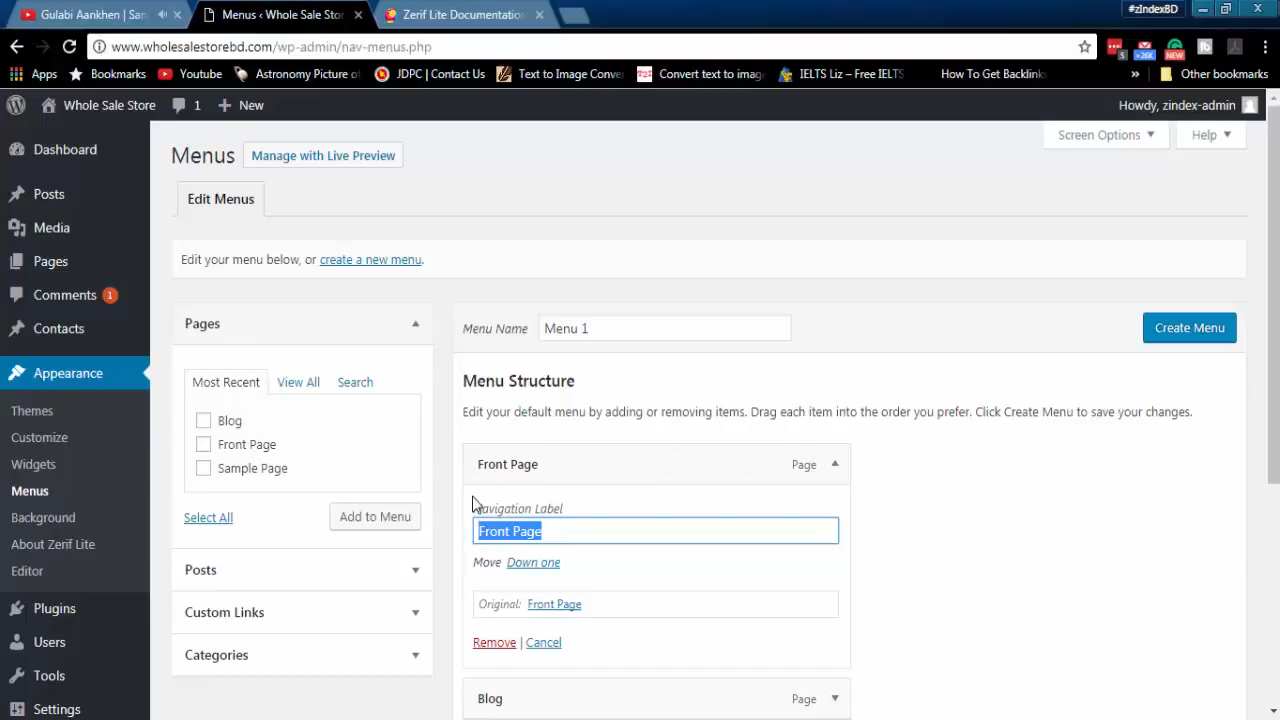 Gulabi Aankhen | San
Menus ‹ Whole Sale Stor
Zerif Lite Documentation
#zIndexBD
www.wholesalestorebd.com/wp-admin/nav-menus.php
5
+26K
NEW
Apps
Bookmarks
Youtube
Astronomy Picture of
JDPC | Contact Us
Text to Image Conver
Convert text to imag
IELTS Liz – Free IELTS
How To Get Backlinks
»
Other bookmarks
Whole Sale Store
1
+ New
Howdy, zindex-admin
Dashboard
Posts
Media
Pages
Comments 1
Contacts
Appearance
Themes
Customize
Widgets
Menus
Background
About Zerif Lite
Editor
Plugins
Users
Tools
Settings
Screen Options
Help
Menus
Manage with Live Preview
Edit Menus
Edit your menu below, or create a new menu.
Pages
Most Recent
View All
Search
Blog
Front Page
Sample Page
Select All
Add to Menu
Posts
Custom Links
Categories
Menu Name
Menu 1
Create Menu
Menu Structure
Edit your default menu by adding or removing items. Drag each item into the order you prefer. Click Create Menu to save your changes.
Front Page
Page
Navigation Label
Front Page
Move Down one
Original: Front Page
Remove | Cancel
Blog
Page